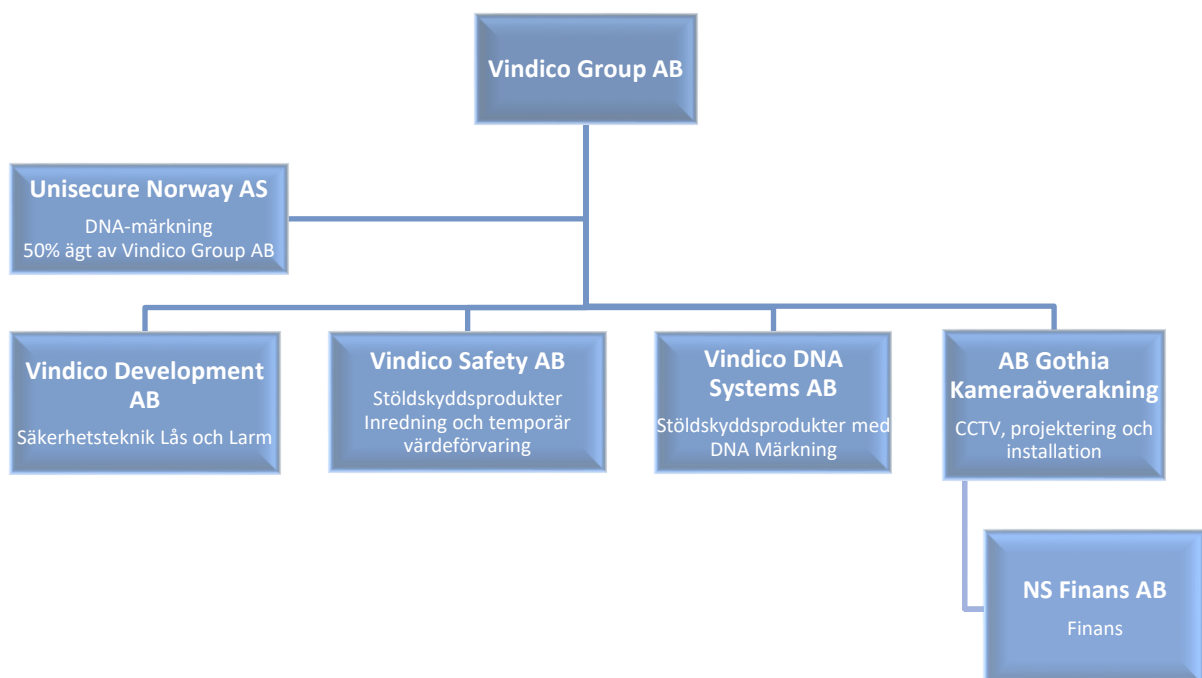 Vindico Group AB
Unisecure Norway AS
DNA-märkning
50% ägt av Vindico Group AB
Vindico Development
AB
Säkerhetsteknik Lås och Larm
Vindico Safety AB
Stöldskyddsprodukter
Inredning och temporär
värdeförvaring
Vindico DNA
Systems AB
Stöldskyddsprodukter med
DNA Märkning
AB Gothia
Kameraöverakning
CCTV, projektering och
installation
NS Finans AB
Finans